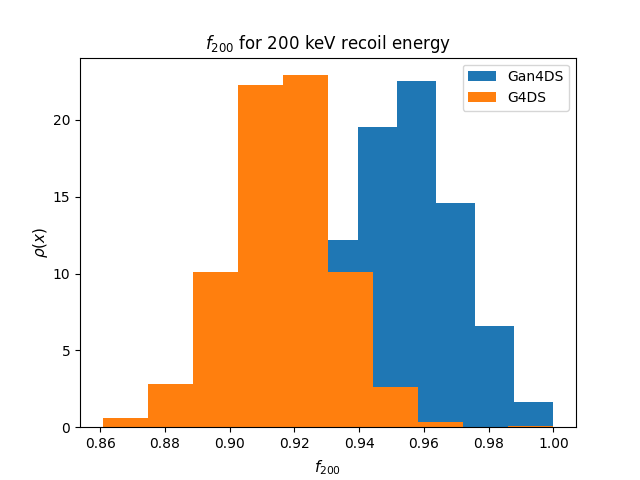 f₂₀₀ for 200 keV recoil energy
Gan4DS
G4DS
ρ(x)
20
15
10
5
0
0.86 0.88 0.90 0.92 0.94 0.96 0.98 1.00
f₂₀₀